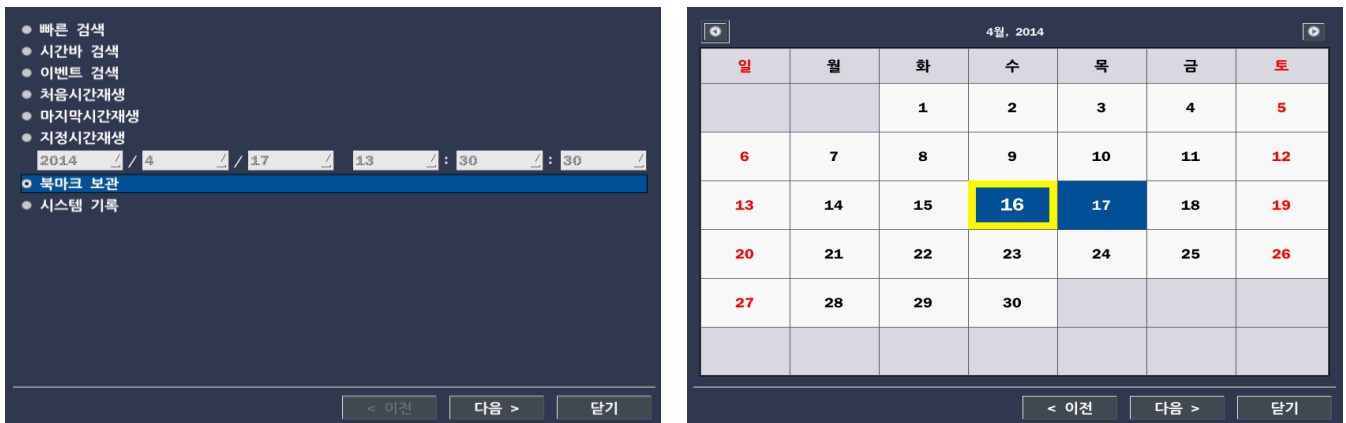 빠른 검색
시간바 검색
이벤트 검색
처음시간재생
마지막시간재생
지정시간재생
2014 / 4 / 17 13 : 30 : 30
북마크 보관
시스템 기록
< 이전 다음 > 닫기
4월, 2014
일 월 화 수 목 금 토
1 2 3 4 5
6 7 8 9 10 11 12
13 14 15 16 17 18 19
20 21 22 23 24 25 26
27 28 29 30
< 이전 다음 > 닫기